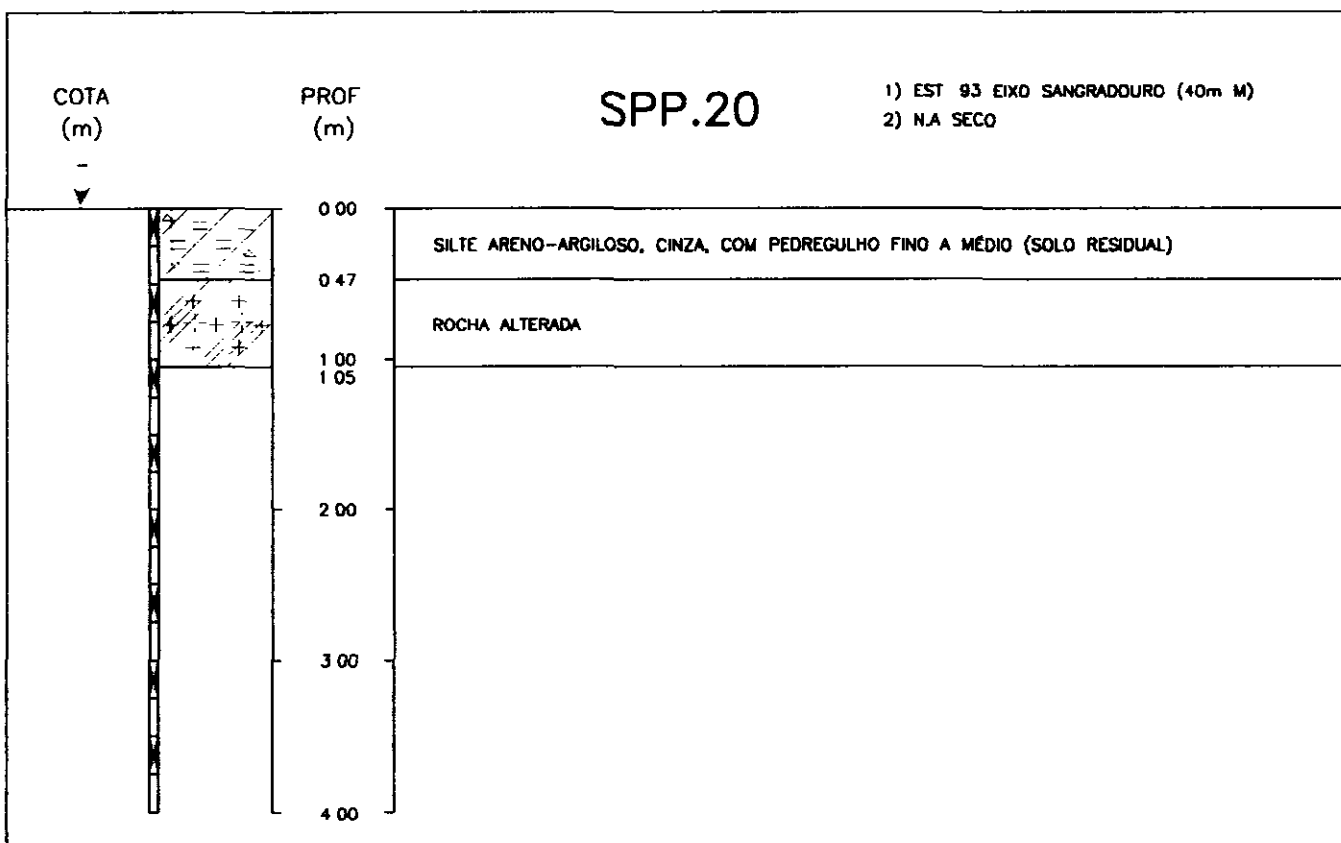 COTA
(m)
-
PROF
(m)
SPP.20
1) EST 93 EIXO SANGRADOURO (40m M)
2) N.A SECO
0 00
SILTE ARENO-ARGILOSO, CINZA, COM PEDREGULHO FINO A MÉDIO (SOLO RESIDUAL)
0 47
ROCHA ALTERADA
1 00
1 05
2 00
3 00
4 00